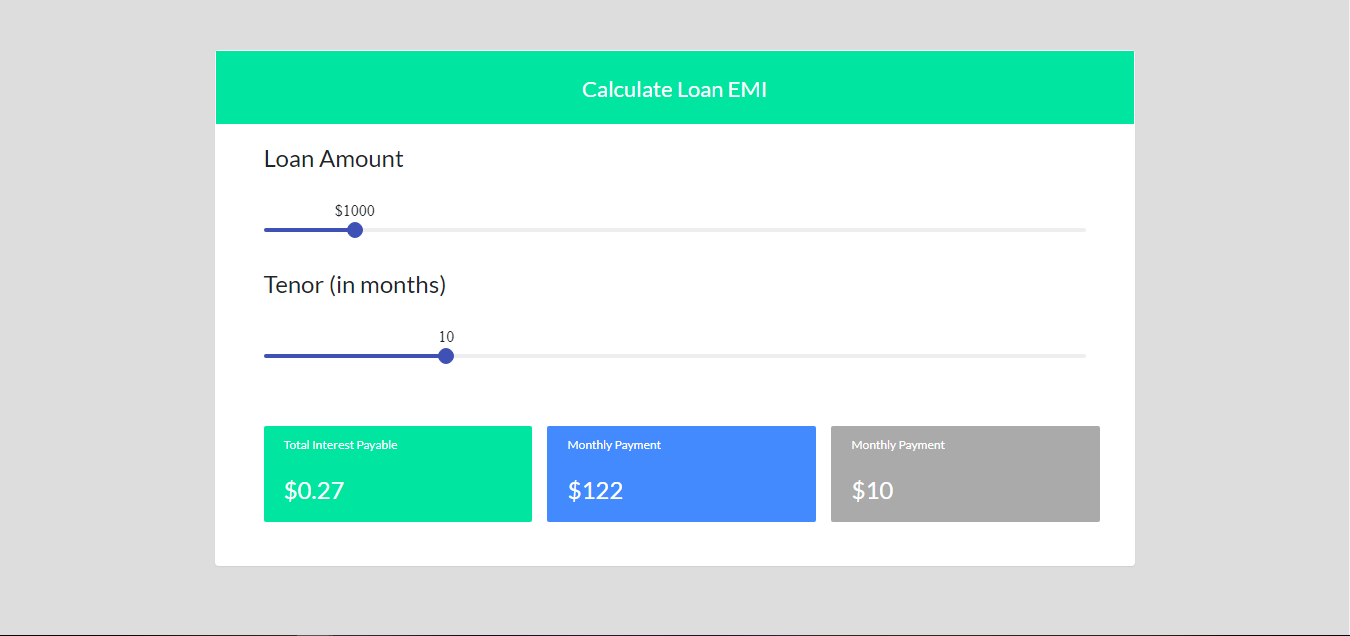 Calculate Loan EMI
Loan Amount
$1000
Tenor (in months)
10
Total Interest Payable
$0.27
Monthly Payment
$122
Monthly Payment
$10